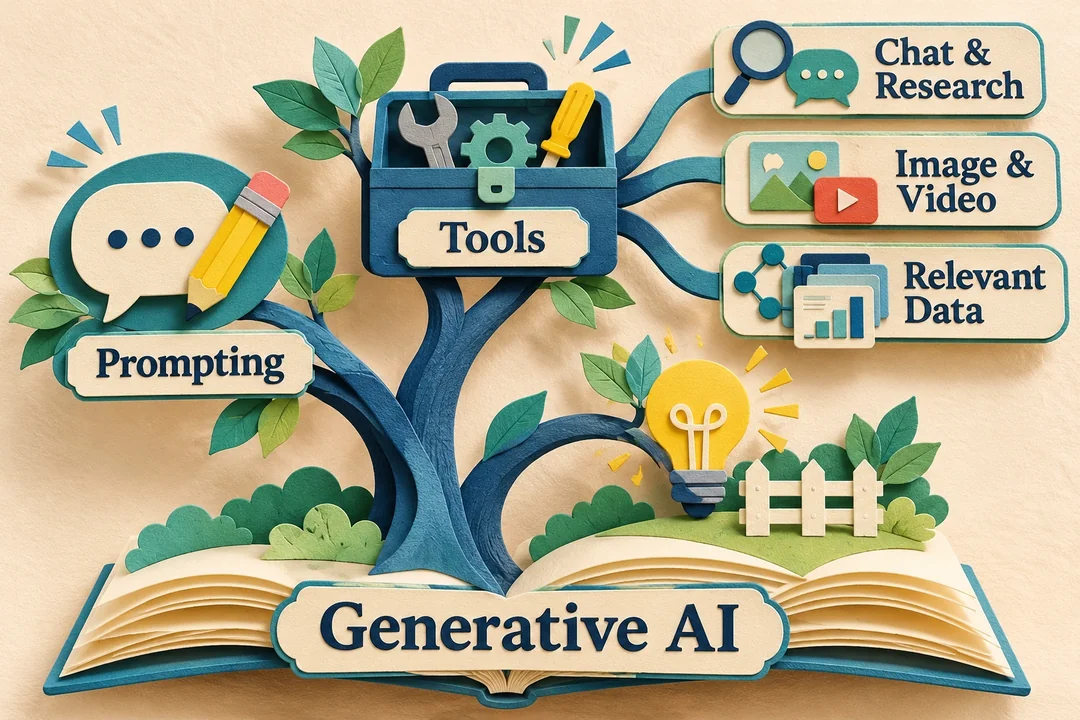 Chat &
Research
Image &
Video
Tools
Relevant
Data
Prompting
Generative AI